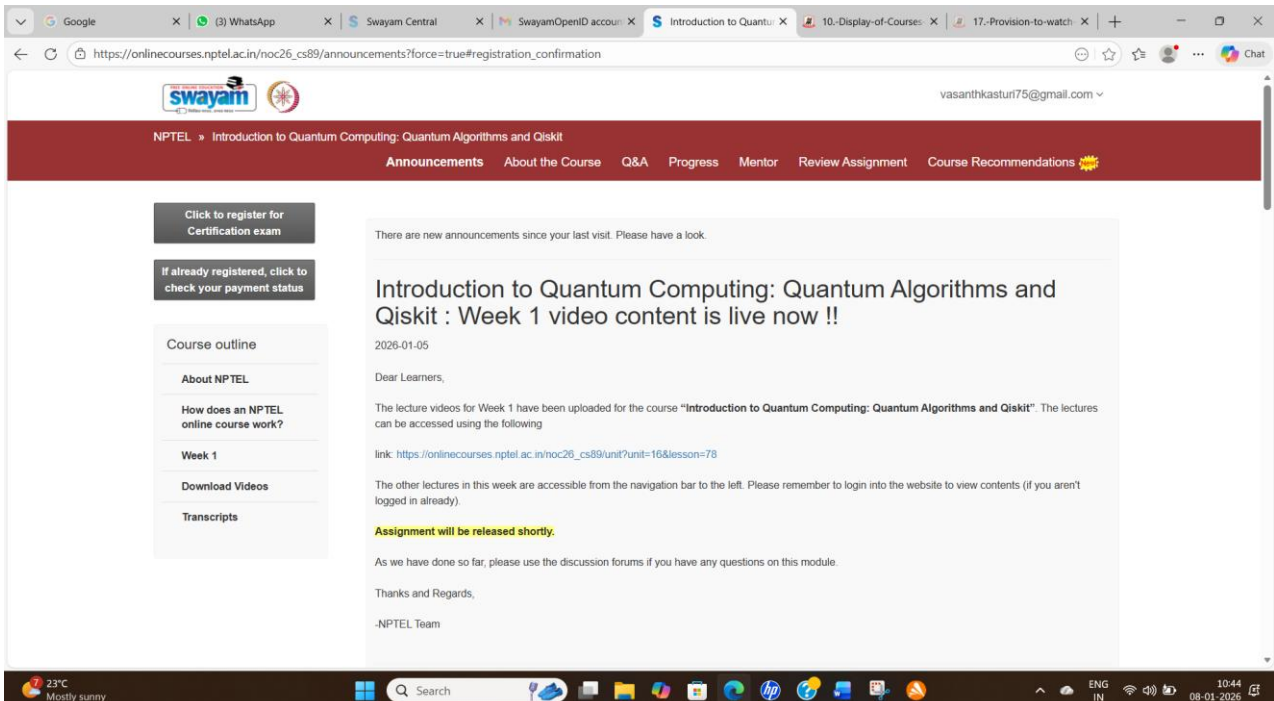 Google
(3) WhatsApp
Swayam Central
SwayamOpenID accoun
Introduction to Quantur
10.-Display-of-Courses-
17.-Provision-to-watch-
https://onlinecourses.nptel.ac.in/noc26_cs89/announcements?force=true#registration_confirmation
Chat
FREE ONLINE EDUCATION
swayam
vasanthkasturi75@gmail.com
NPTEL » Introduction to Quantum Computing: Quantum Algorithms and Qiskit
Announcements About the Course Q&A Progress Mentor Review Assignment Course Recommendations
Click to register for
Certification exam
If already registered, click to
check your payment status
Course outline
About NPTEL
How does an NPTEL
online course work?
Week 1
Download Videos
Transcripts
There are new announcements since your last visit. Please have a look.
Introduction to Quantum Computing: Quantum Algorithms and
Qiskit : Week 1 video content is live now !!
2026-01-05
Dear Learners,
The lecture videos for Week 1 have been uploaded for the course “Introduction to Quantum Computing: Quantum Algorithms and Qiskit”. The lectures
can be accessed using the following
link: https://onlinecourses.nptel.ac.in/noc26_cs89/unit?unit=16&lesson=78
The other lectures in this week are accessible from the navigation bar to the left. Please remember to login into the website to view contents (if you aren't
logged in already).
Assignment will be released shortly.
As we have done so far, please use the discussion forums if you have any questions on this module.
Thanks and Regards,
-NPTEL Team
7
23°C
Mostly sunny
Search
hp
ENG
IN
10:44
08-01-2026